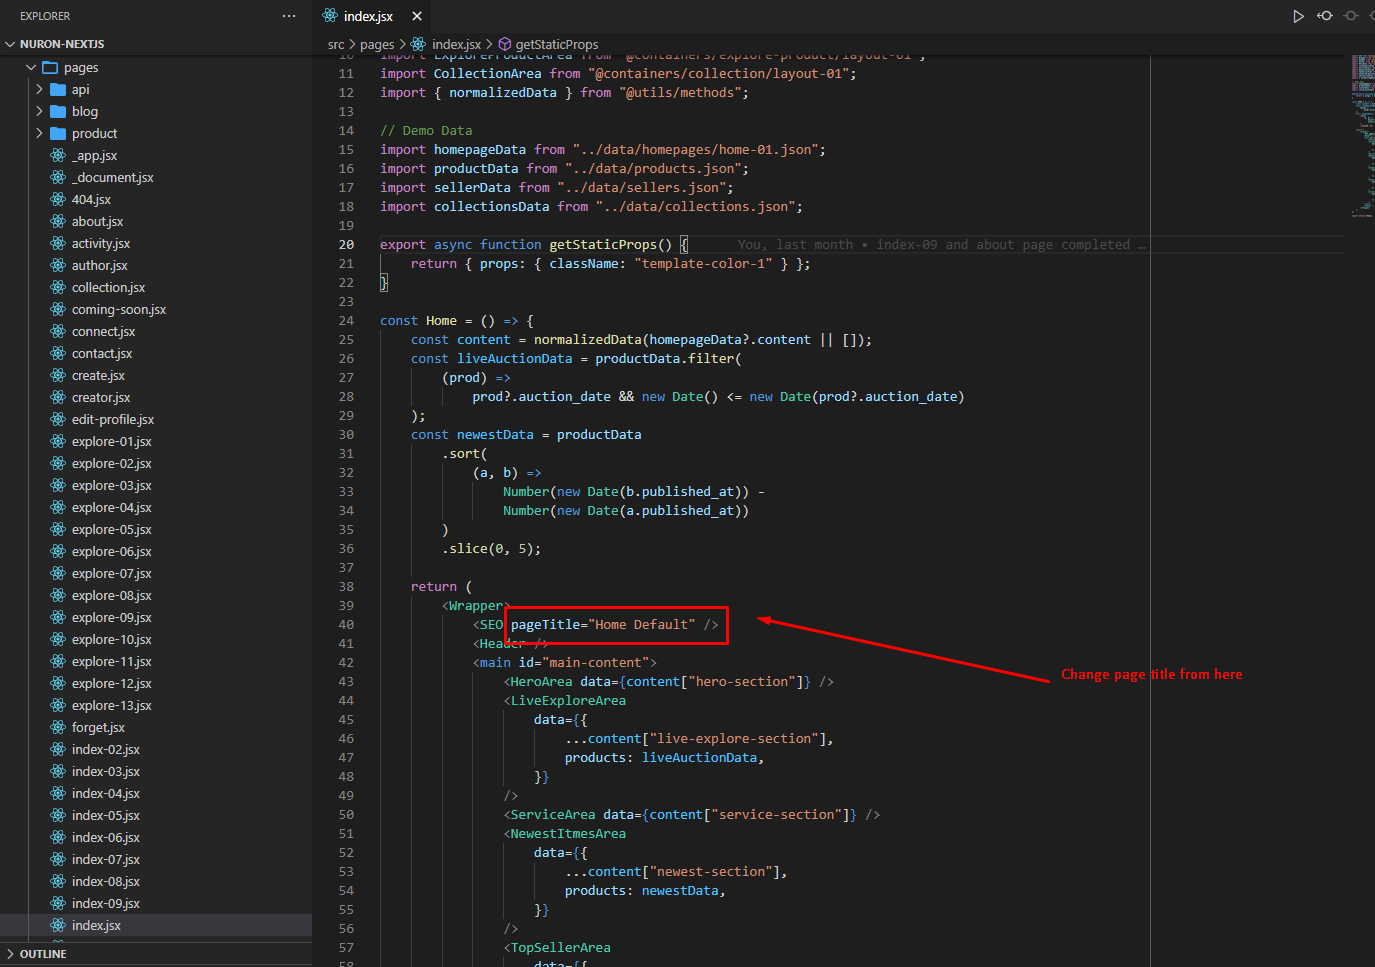 EXPLORER
...
index.jsx
NURON-NEXTJS
src > pages > index.jsx > getStaticProps
pages
api
blog
product
_app.jsx
_document.jsx
404.jsx
about.jsx
activity.jsx
author.jsx
collection.jsx
coming-soon.jsx
connect.jsx
contact.jsx
create.jsx
creator.jsx
edit-profile.jsx
explore-01.jsx
explore-02.jsx
explore-03.jsx
explore-04.jsx
explore-05.jsx
explore-06.jsx
explore-07.jsx
explore-08.jsx
explore-09.jsx
explore-10.jsx
explore-11.jsx
explore-12.jsx
explore-13.jsx
forget.jsx
index-02.jsx
index-03.jsx
index-04.jsx
index-05.jsx
index-06.jsx
index-07.jsx
index-08.jsx
index-09.jsx
index.jsx
OUTLINE
10 import ExploreProductArea from "@containers/explore-product/layout-01";
11 import CollectionArea from "@containers/collection/layout-01";
12 import { normalizedData } from "@utils/methods";
13
14 // Demo Data
15 import homepageData from "../data/homepages/home-01.json";
16 import productData from "../data/products.json";
17 import sellerData from "../data/sellers.json";
18 import collectionsData from "../data/collections.json";
19
20 export async function getStaticProps() { You, last month • index-09 and about page completed …
21 return { props: { className: "template-color-1" } };
22 }
23
24 const Home = () => {
25 const content = normalizedData(homepageData?.content || []);
26 const liveAuctionData = productData.filter(
27 (prod) =>
28 prod?.auction_date && new Date() <= new Date(prod?.auction_date)
29 );
30 const newestData = productData
31 .sort(
32 (a, b) =>
33 Number(new Date(b.published_at)) -
34 Number(new Date(a.published_at))
35 )
36 .slice(0, 5);
37
38 return (
39 <Wrapper>
40 <SEO pageTitle="Home Default" />
41 <Header />
42 <main id="main-content">
43 <HeroArea data={content["hero-section"]} />
Change page title from here
44 <LiveExploreArea
45 data={{
46 ...content["live-explore-section"],
47 products: liveAuctionData,
48 }}
49 />
50 <ServiceArea data={content["service-section"]} />
51 <NewestItmesArea
52 data={{
53 ...content["newest-section"],
54 products: newestData,
55 }}
56 />
57 <TopSellerArea
58 data={{